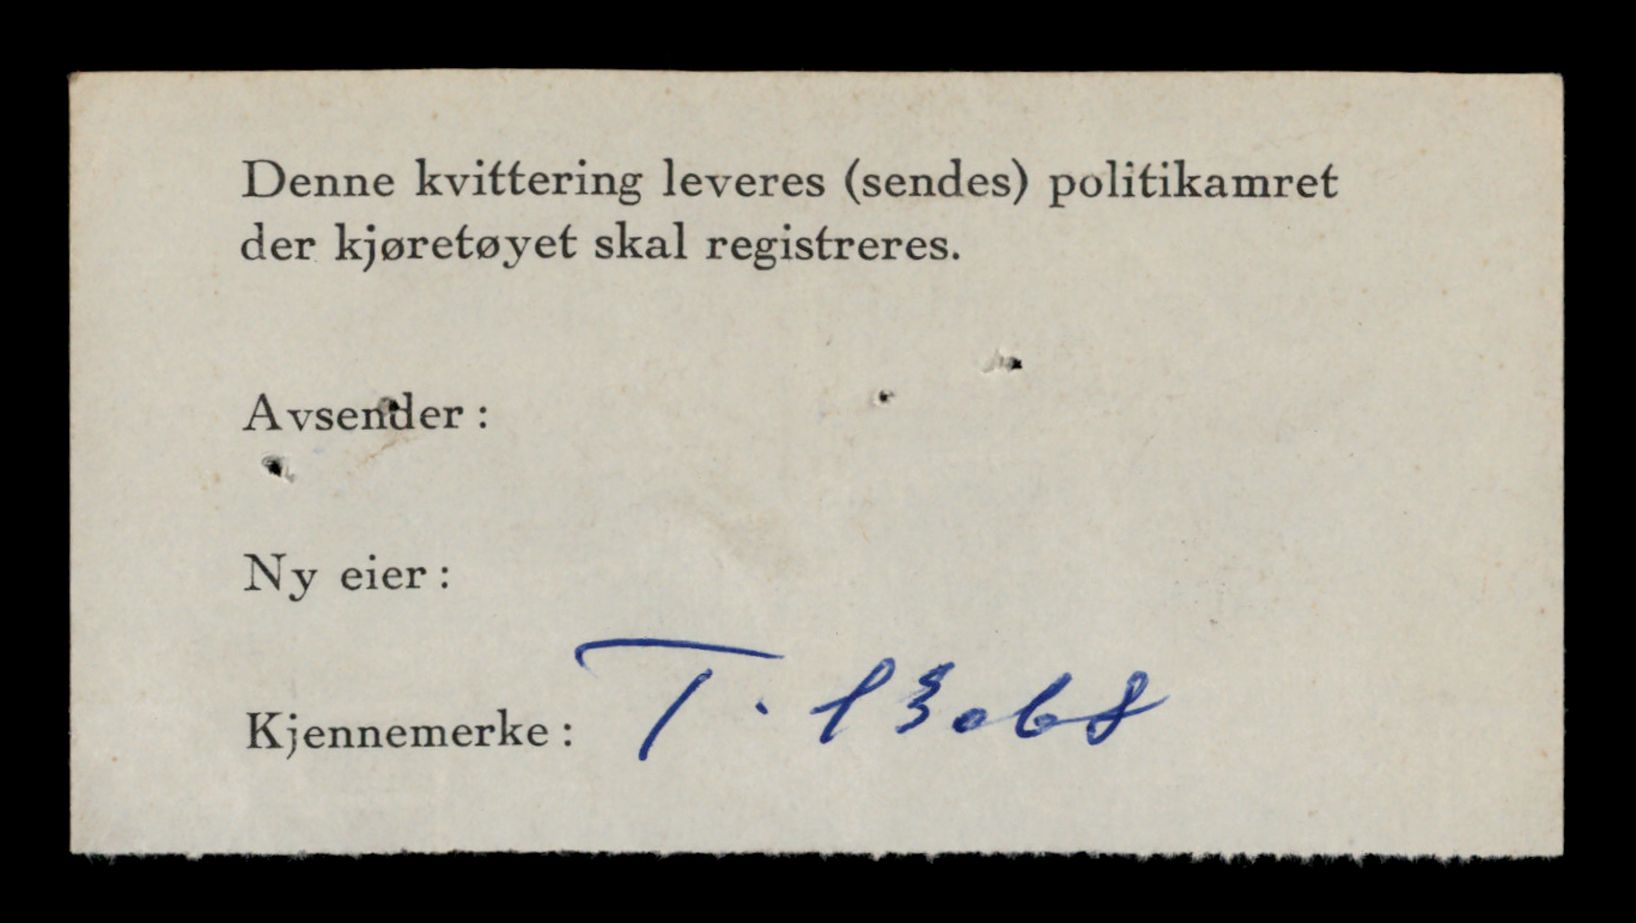 Denne kvittering leveres (sendes) politikamret
der kjøretøyet skal registreres.
Avsender:
Ny eier:
Kjennemerke: T. 13068